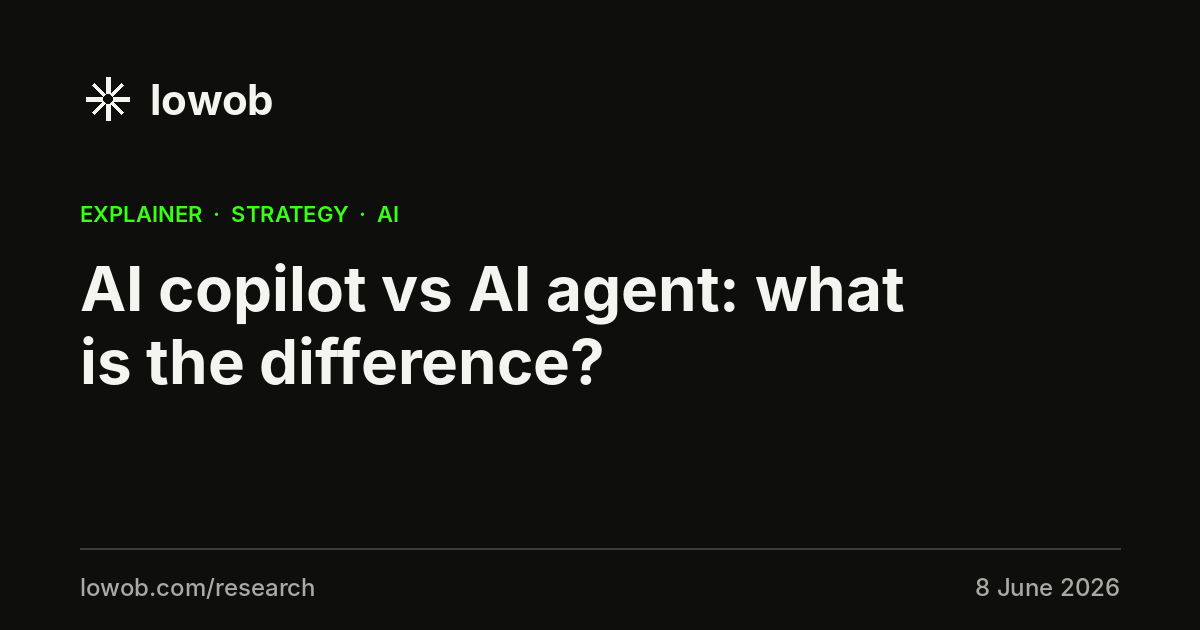 lowob
EXPLAINER · STRATEGY · AI
AI copilot vs AI agent: what
is the difference?
lowob.com/research
8 June 2026